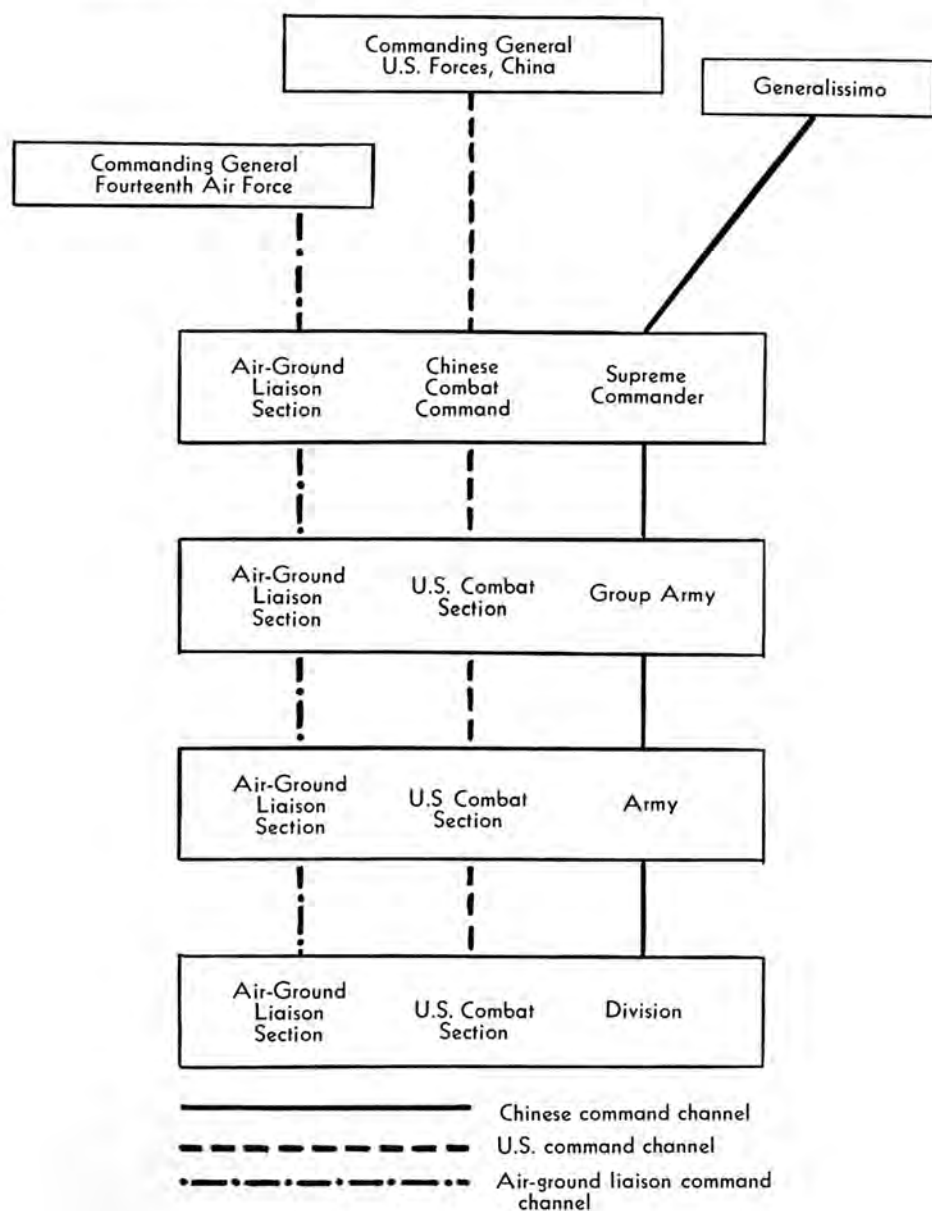 Commanding General
U.S. Forces, China
Generalissimo
Commanding General
Fourteenth Air Force
Air-Ground
Liaison
Section
Chinese
Combat
Command
Supreme
Commander
Air-Ground
Liaison
Section
U.S. Combat
Section
Group Army
Air-Ground
Liaison
Section
U.S Combat
Section
Army
Air-Ground
Liaison
Section
U.S. Combat
Section
Division
Chinese command channel
U.S. command channel
Air-ground liaison command
channel